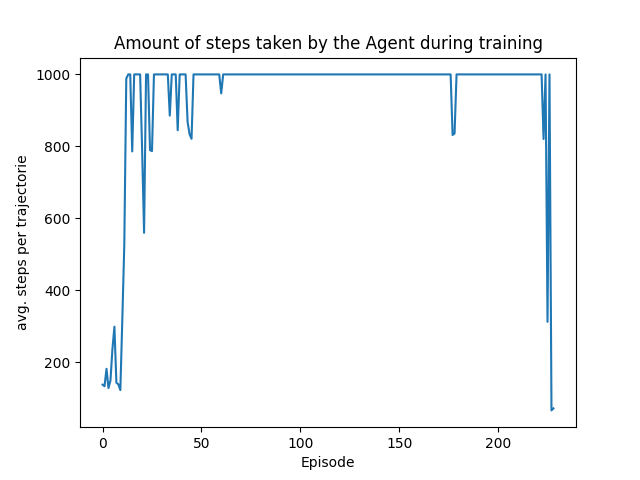 Amount of steps taken by the Agent during training
1000
800
600
400
200
avg. steps per trajectorie
0 50 100 150 200
Episode